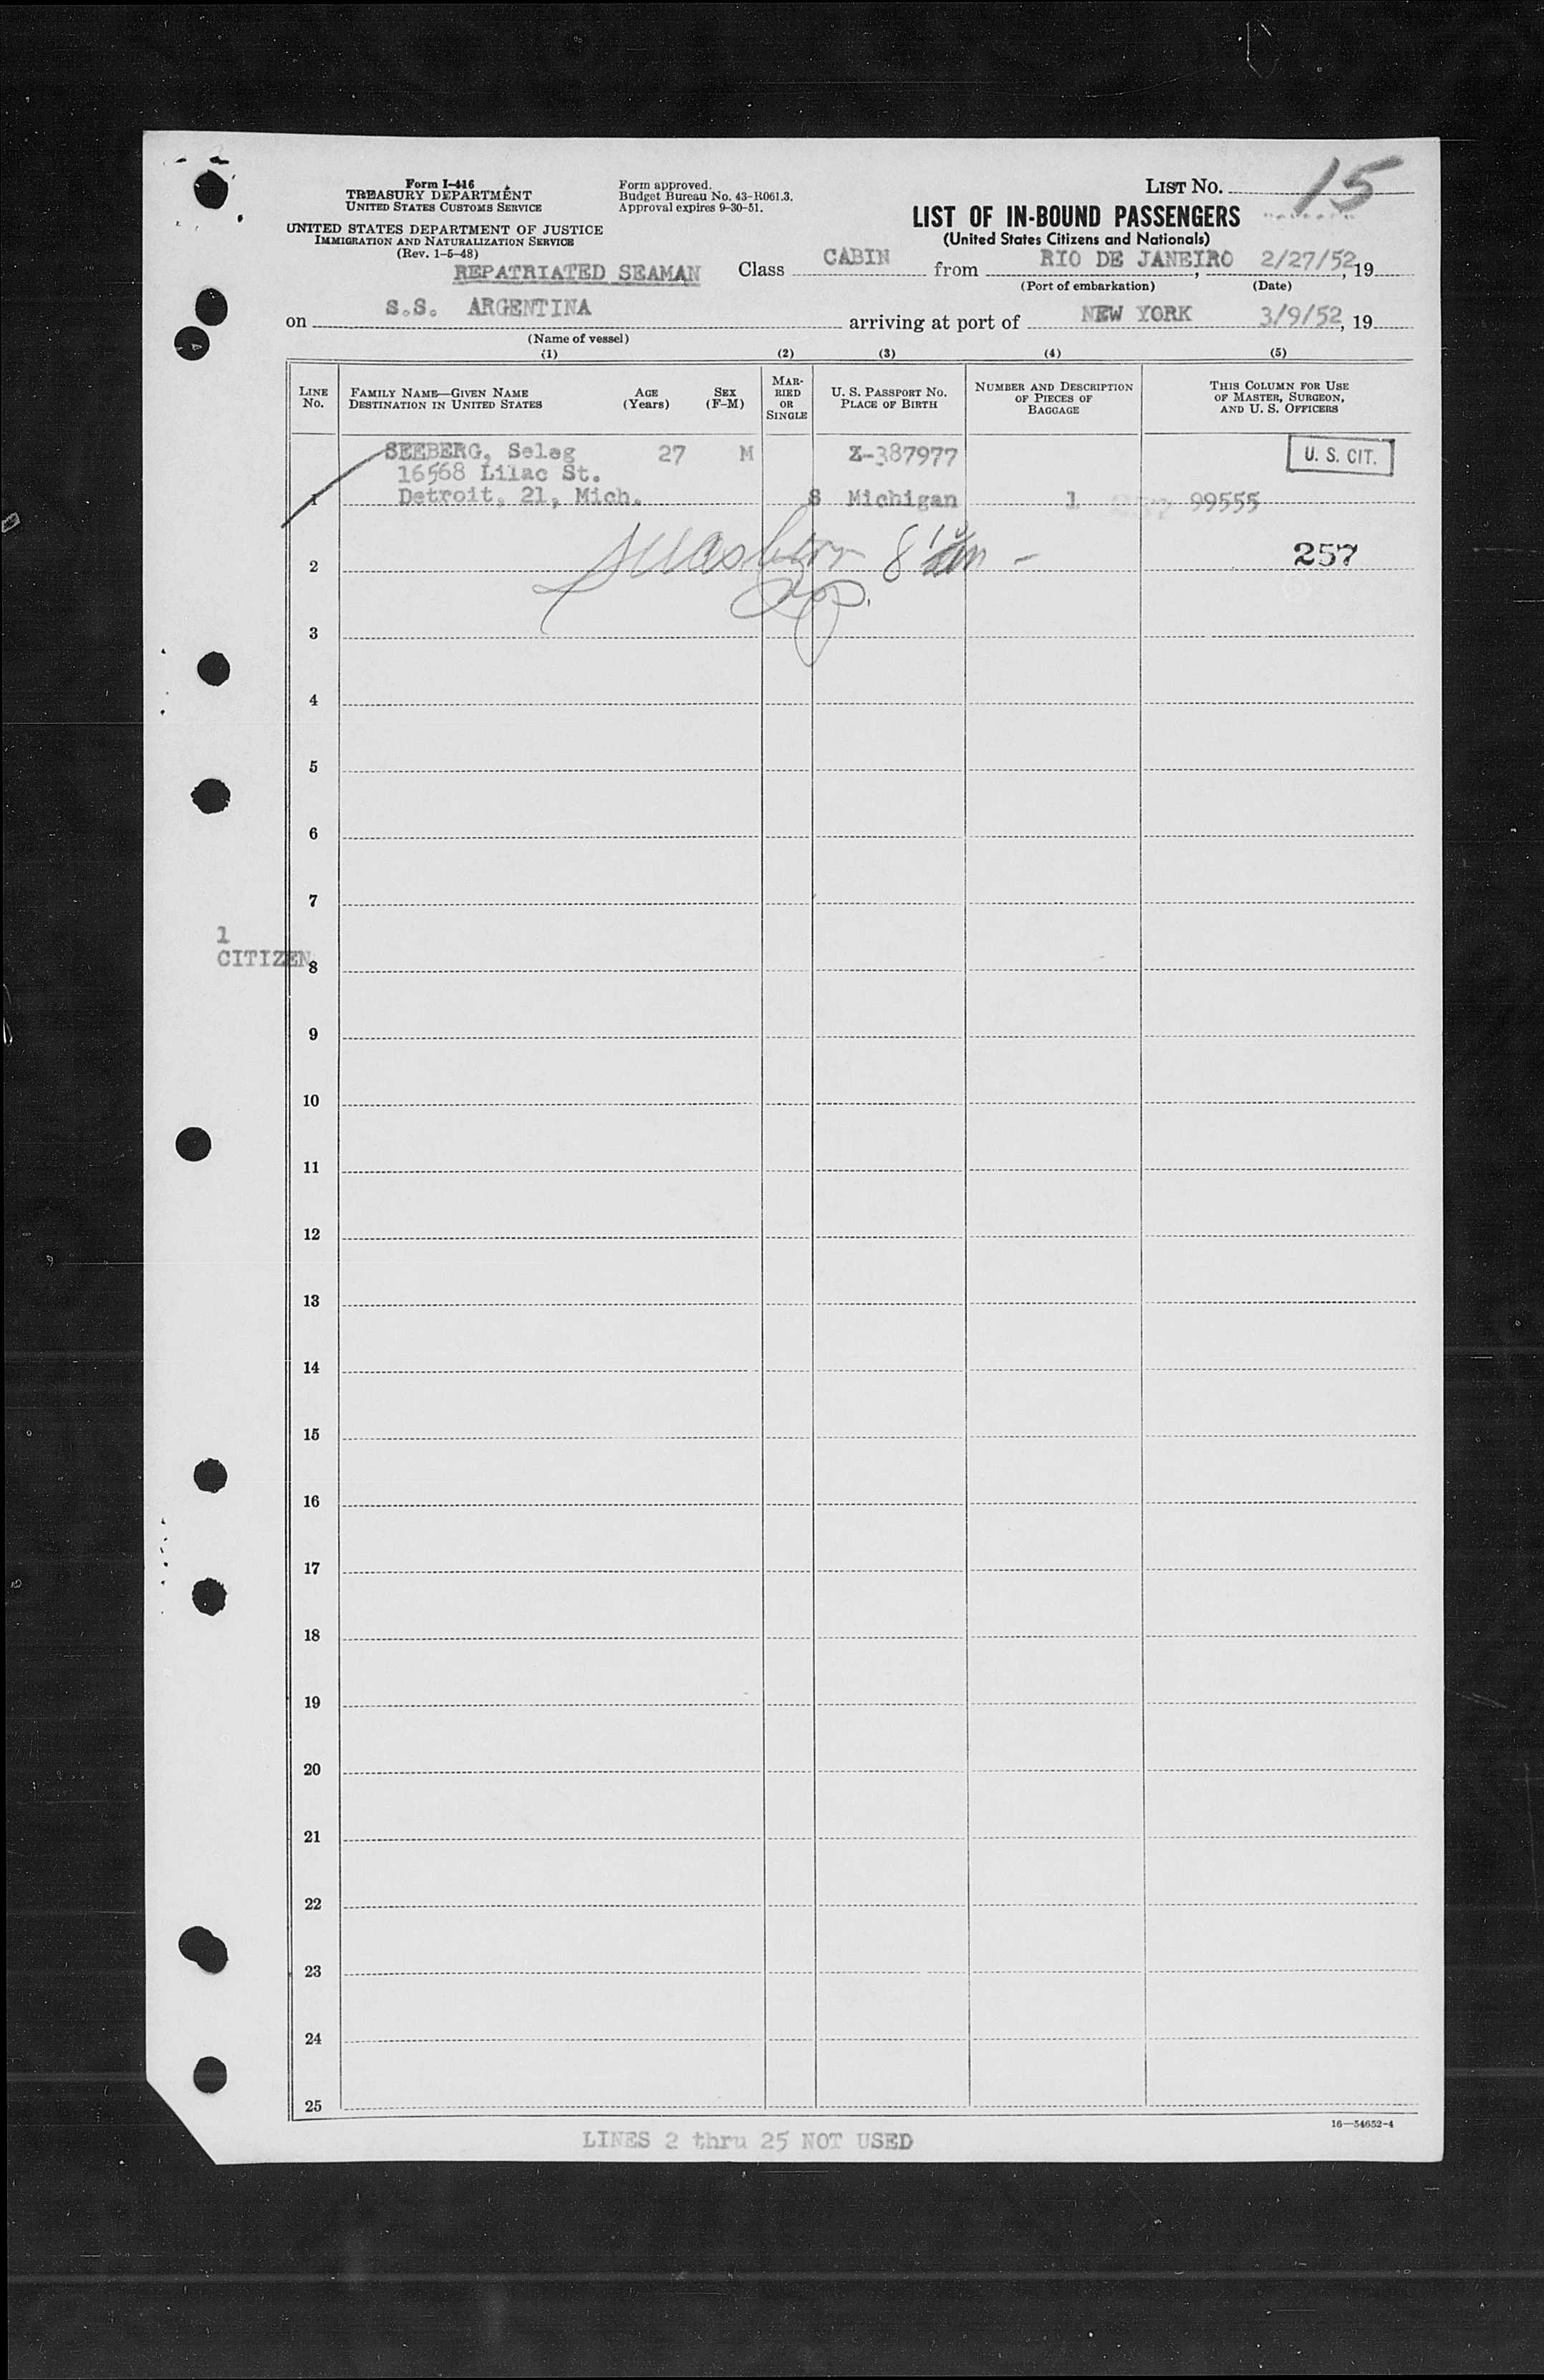 Form I-416
TREASURY DEPARTMENT
UNITED STATES CUSTOMS SERVICE
UNITED STATES DEPARTMENT OF JUSTICE
IMMIGRATION AND NATURALIZATION SERVICE
(Rev. 1-5-48)
Form approved.
Budget Bureau No. 43-R061.3.
Approval expires 9-30-51.
LIST NO. 15
LIST OF IN-BOUND PASSENGERS
(United States Citizens and Nationals)
REPATRIATED SEAMAN Class CABIN from RIO DE JANEIRO, 2/27/52, 19
(Port of embarkation) (Date)
on S.S. ARGENTINA arriving at port of NEW YORK 3/9/52, 19
(Name of vessel)
(1) (2) (3) (4) (5)
LINE No.
FAMILY NAME—GIVEN NAME DESTINATION IN UNITED STATES
AGE (Years)
SEX (F-M)
MARRIED OR SINGLE
U. S. PASSPORT NO. PLACE OF BIRTH
NUMBER AND DESCRIPTION OF PIECES OF BAGGAGE
THIS COLUMN FOR USE OF MASTER, SURGEON, AND U. S. OFFICERS
SEEBERG, Seleg 27 M Z-387977 U. S. CIT.
16568 Lilac St.
1 Detroit, 21, Mich. S Michigan 1 99555
2 257
3
4
5
6
7
1
CITIZEN
8
9
10
11
12
13
14
15
16
17
18
19
20
21
22
23
24
25
16—54652-4
LINES 2 thru 25 NOT USED